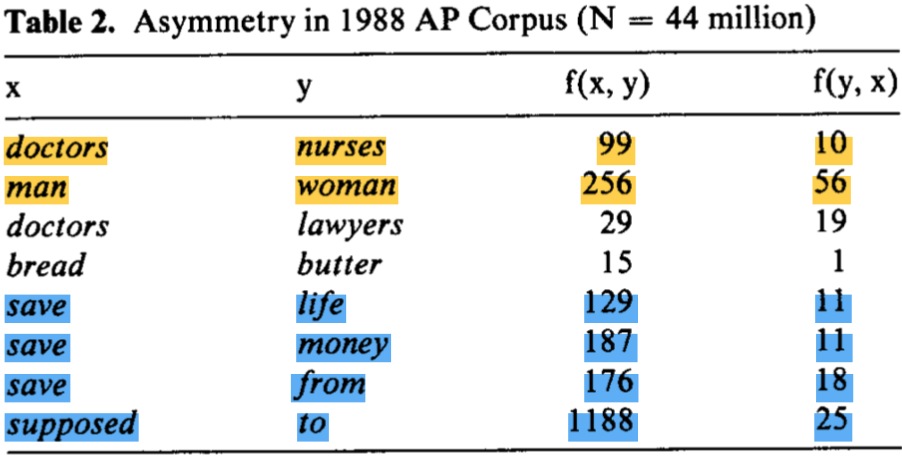 Table 2. Asymmetry in 1988 AP Corpus (N = 44 million)
x y f(x, y) f(y, x)
doctors nurses 99 10
man woman 256 56
doctors lawyers 29 19
bread butter 15 1
save life 129 11
save money 187 11
save from 176 18
supposed to 1188 25